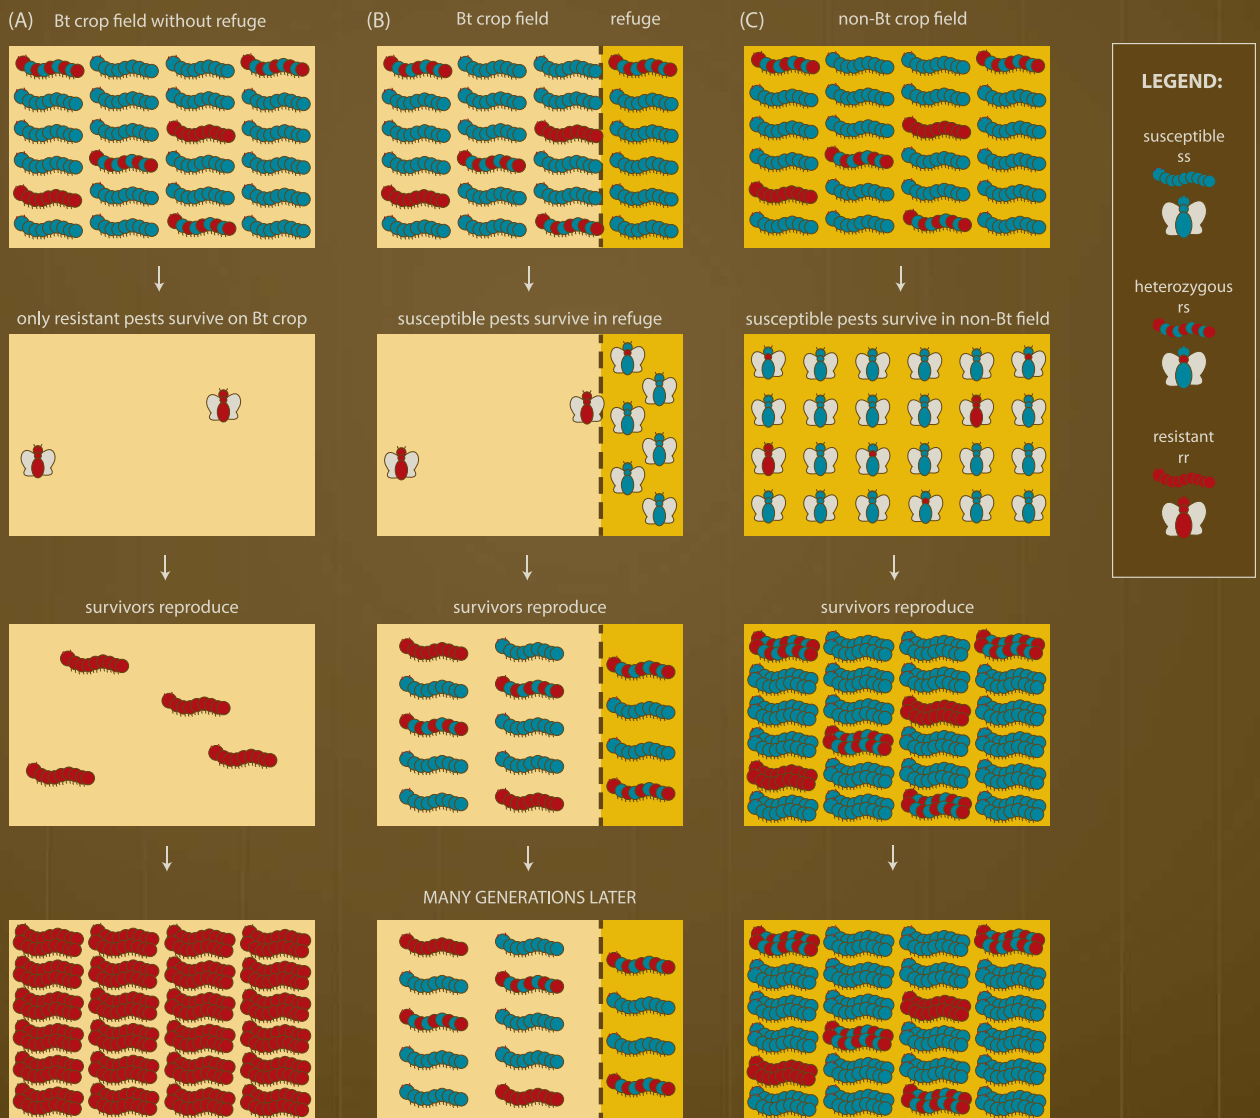 (A) Bt crop field without refuge
(B) Bt crop field refuge
(C) non-Bt crop field
LEGEND:
susceptible
ss
heterozygous
rs
resistant
rr
only resistant pests survive on Bt crop
susceptible pests survive in refuge
susceptible pests survive in non-Bt field
survivors reproduce
survivors reproduce
survivors reproduce
MANY GENERATIONS LATER